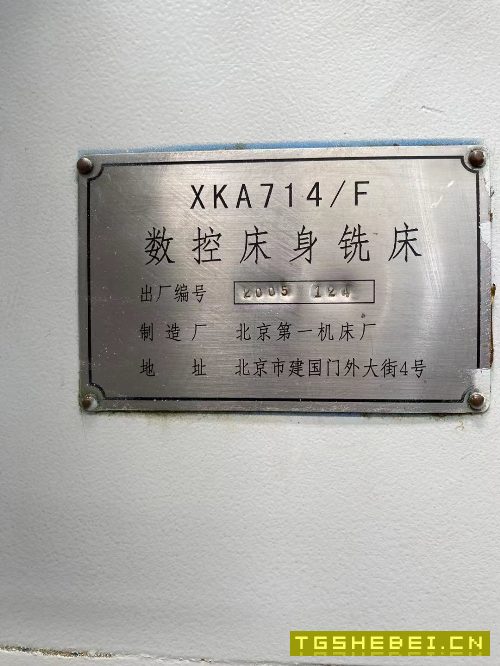 XKA714/F
数控床身铣床
出厂编号 2005 124
制造厂 北京第一机床厂
地址 北京市建国门外大街4号
TGSHEBEI.CN